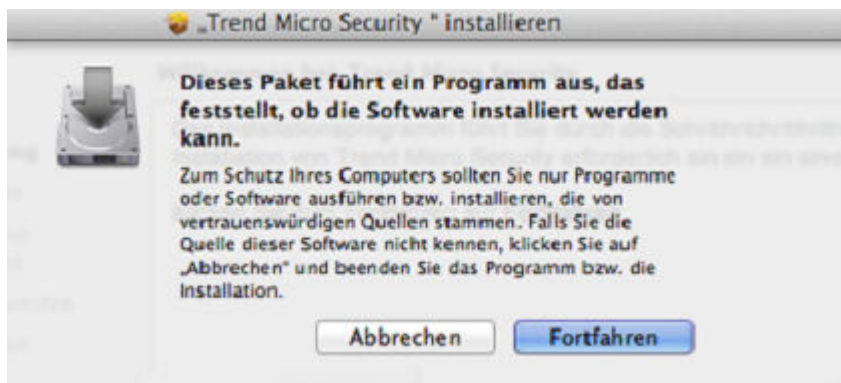 „Trend Micro Security " installieren
Dieses Paket führt ein Programm aus, das
feststellt, ob die Software installiert werden
kann.
Zum Schutz Ihres Computers sollten Sie nur Programme
oder Software ausführen bzw. installieren, die von
vertrauenswürdigen Quellen stammen. Falls Sie die
Quelle dieser Software nicht kennen, klicken Sie auf
„Abbrechen" und beenden Sie das Programm bzw. die
Installation.
Abbrechen
Fortfahren